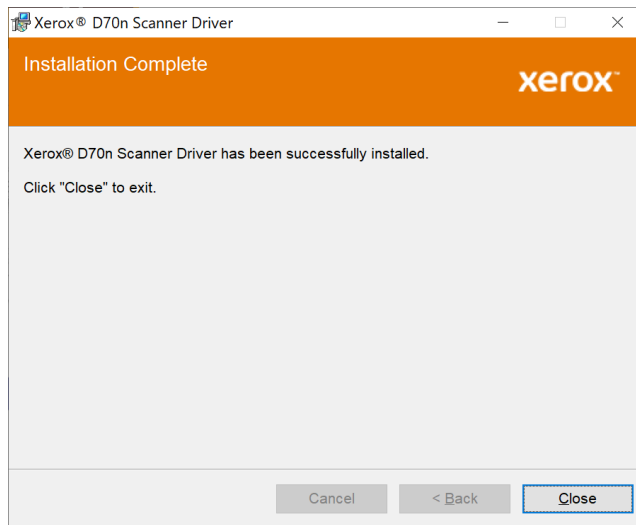 Xerox® D70n Scanner Driver
Installation Complete
xerox™
Xerox® D70n Scanner Driver has been successfully installed.
Click "Close" to exit.
Cancel
< Back
Close